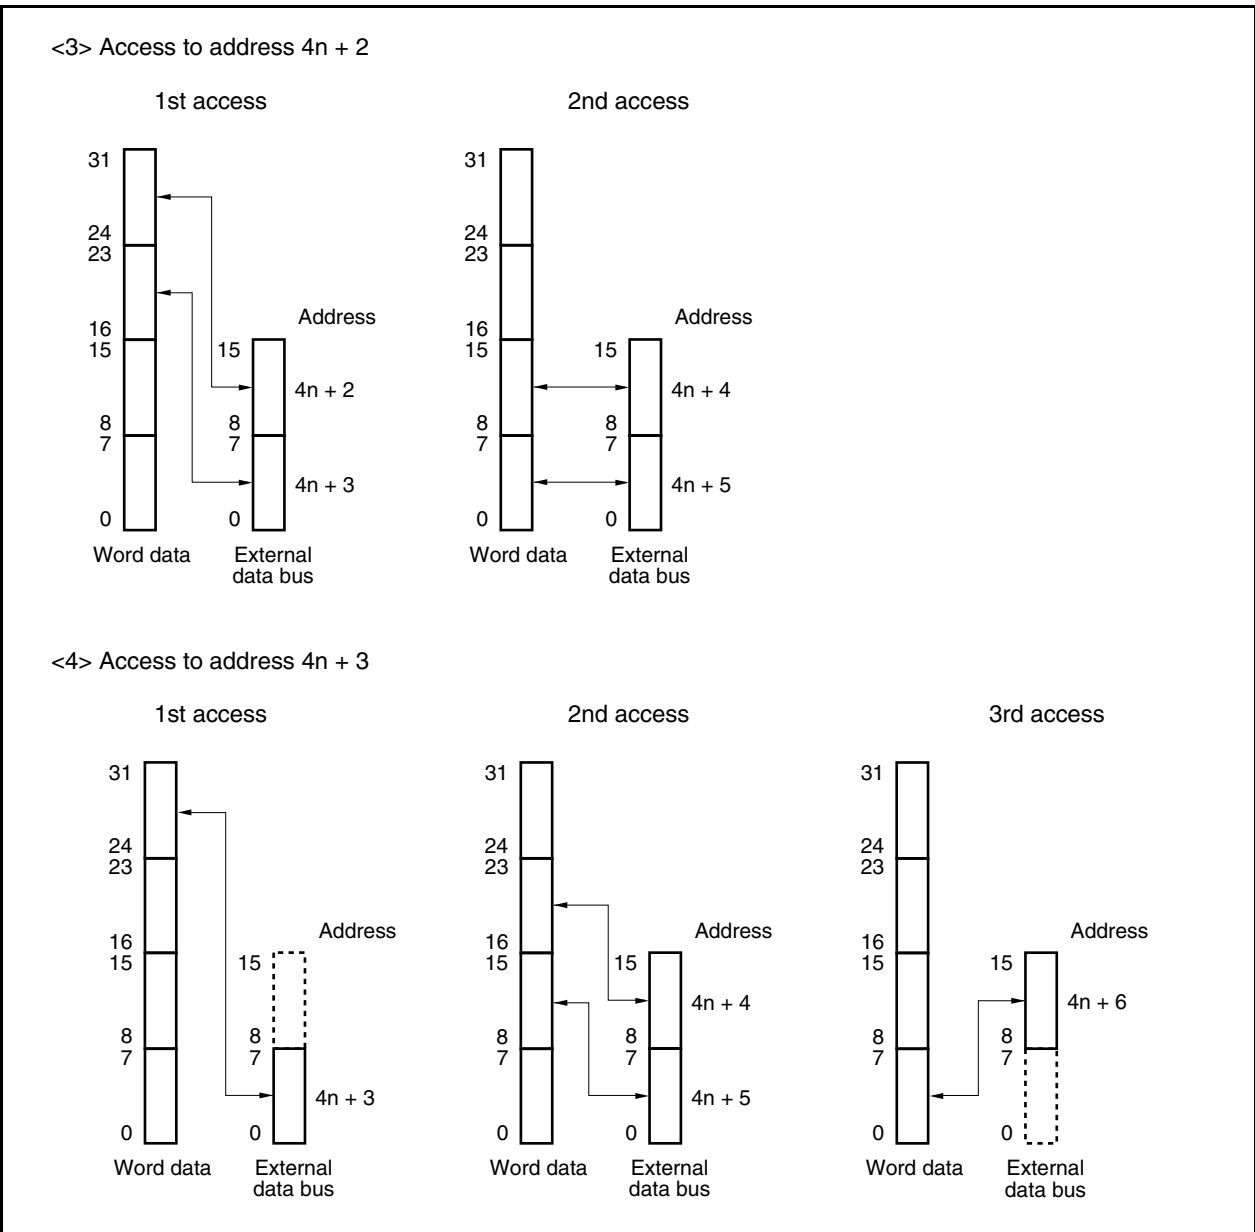 <3> Access to address 4n + 2
1st access
31
24
23
16
15
8
7
0
Word data
Address
15
4n + 2
8
7
4n + 3
0
External
data bus
2nd access
31
24
23
16
15
8
7
0
Word data
Address
15
4n + 4
8
7
4n + 5
0
External
data bus
<4> Access to address 4n + 3
1st access
31
24
23
16
15
8
7
0
Word data
Address
15
8
7
4n + 3
0
External
data bus
2nd access
31
24
23
16
15
8
7
0
Word data
Address
15
4n + 4
8
7
4n + 5
0
External
data bus
3rd access
31
24
23
16
15
8
7
0
Word data
Address
15
4n + 6
8
7
0
External
data bus